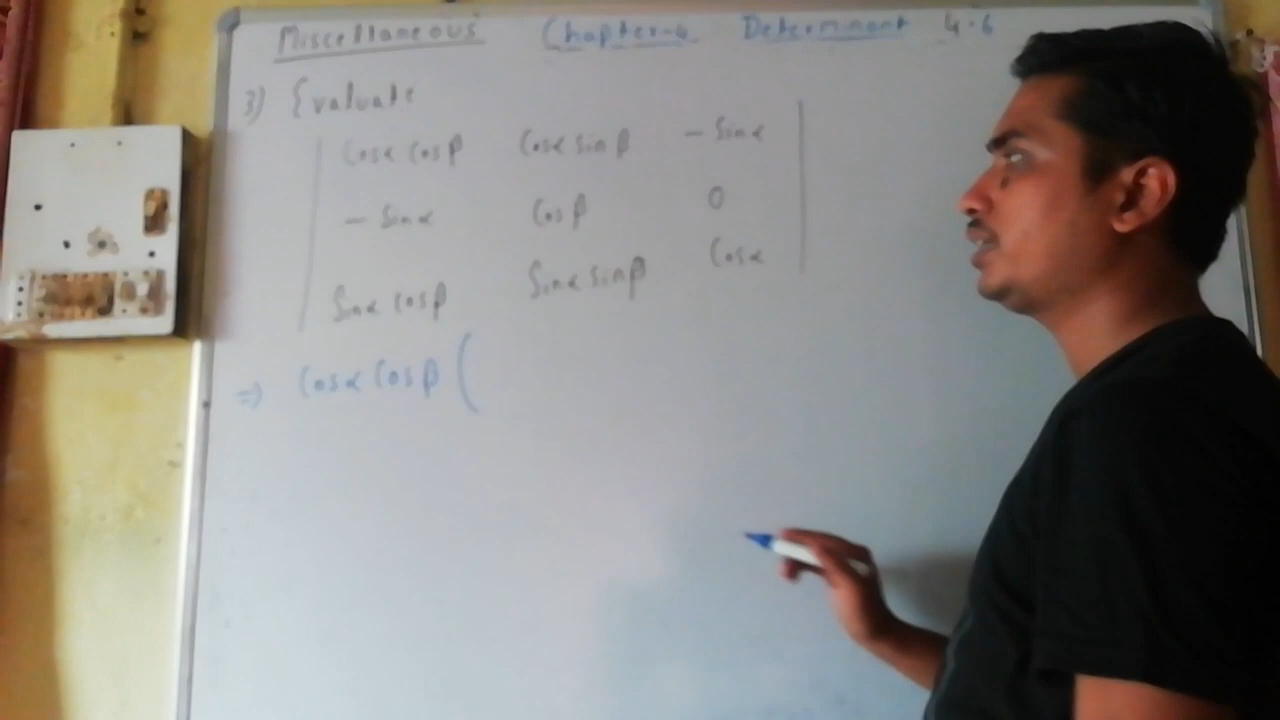 Miscellaneous Chapter-4 Determinant 4.6
3) Evaluate
Cosα Cosβ Cosα sinβ - Sinα
- Sinα Cosβ 0
Sinα cosβ Sinα sinβ Cosα
⇒ Cosα Cosβ (